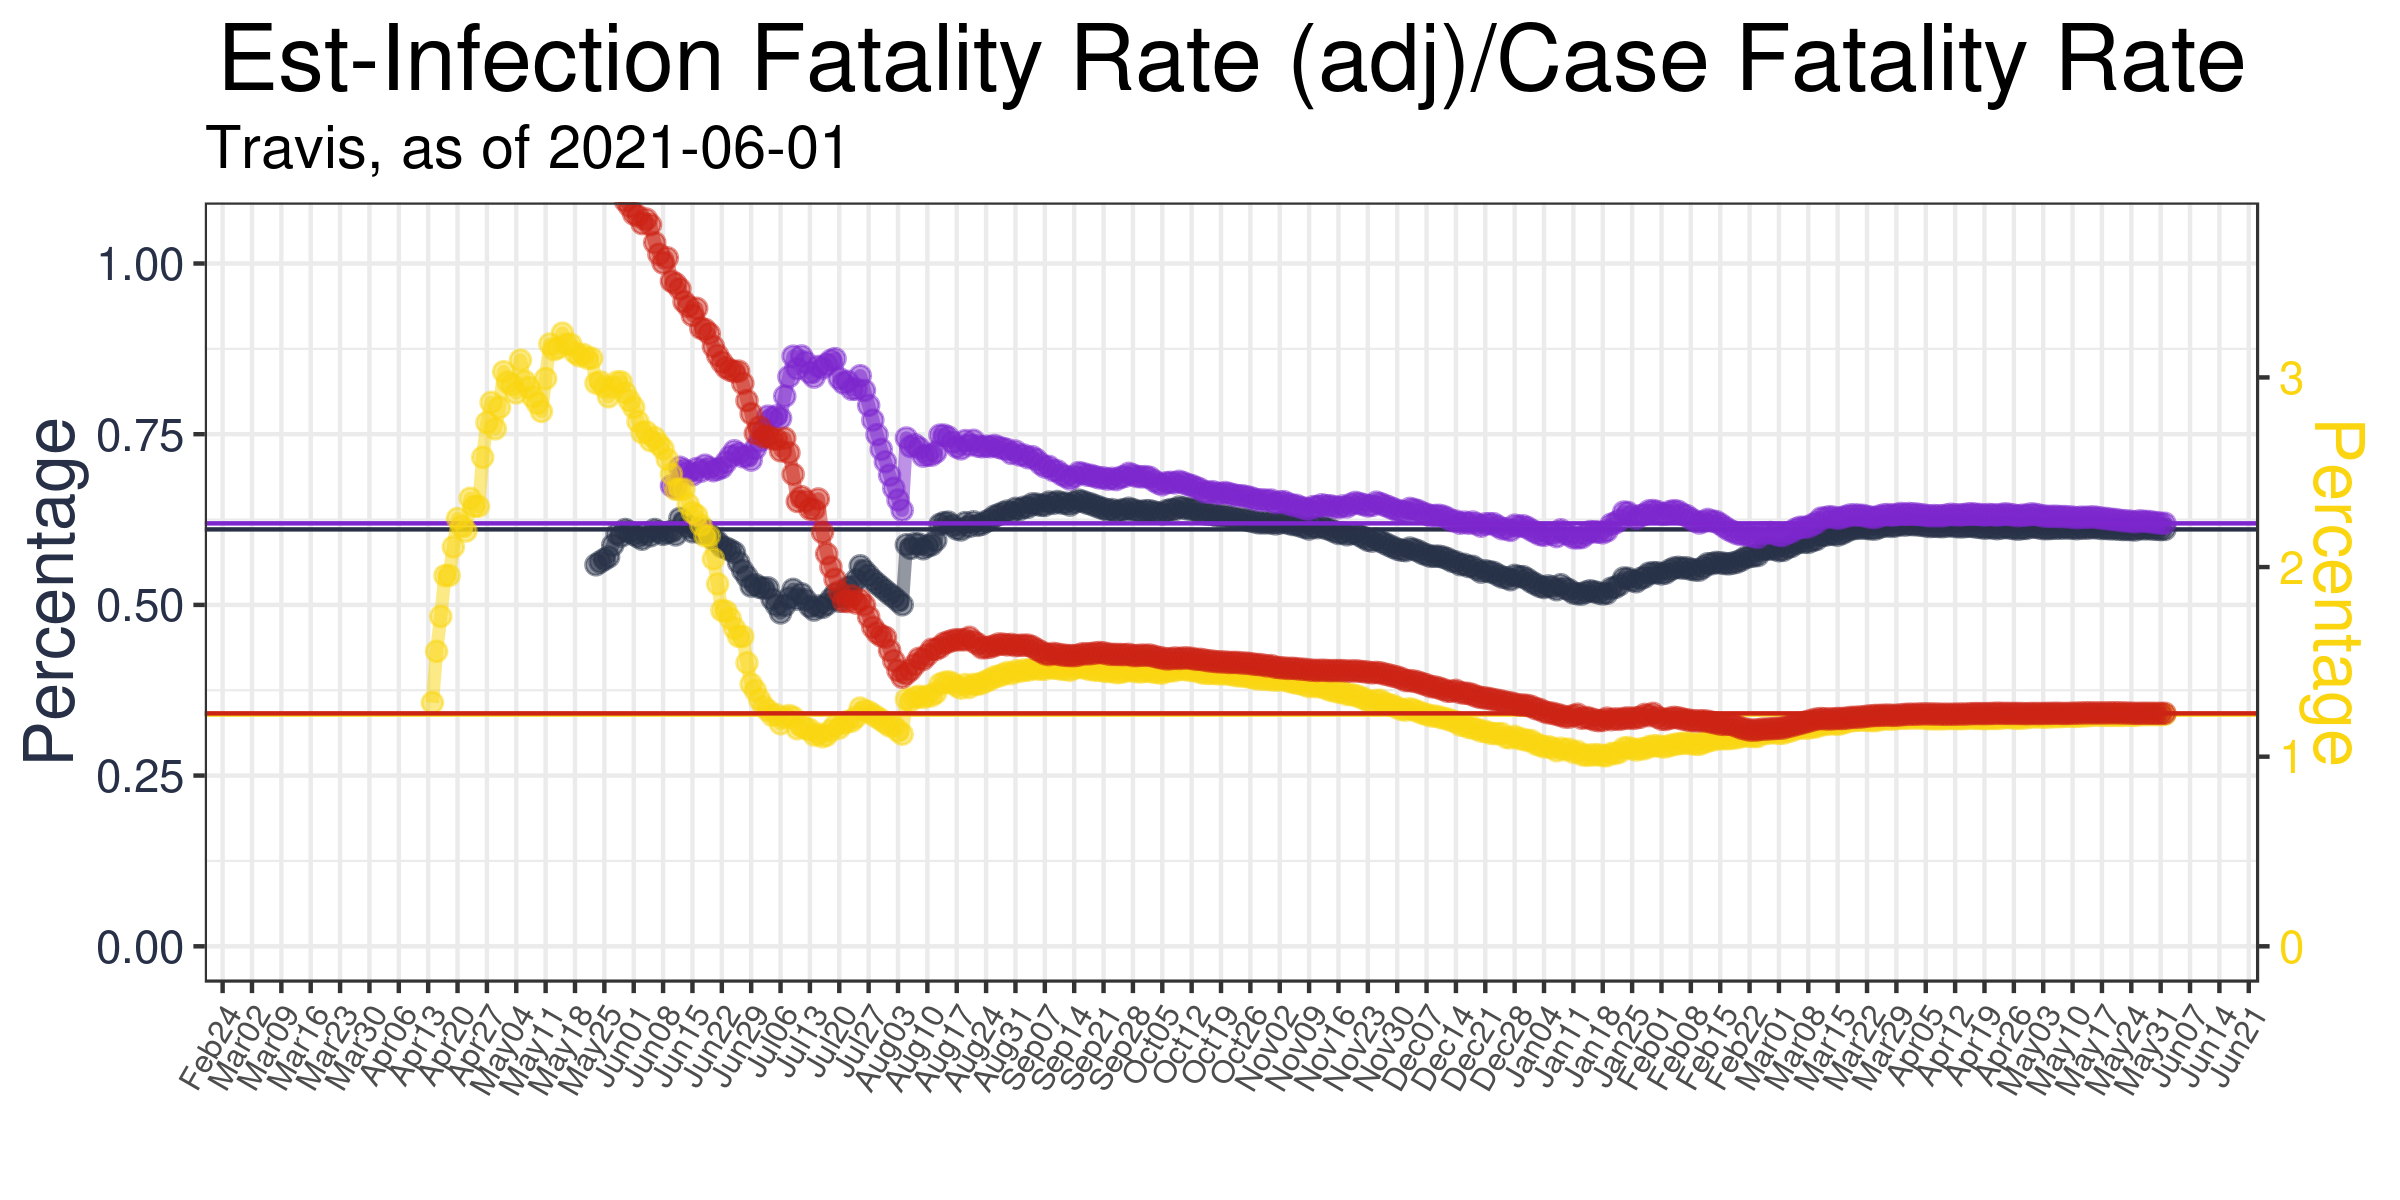 Est-Infection Fatality Rate (adj)/Case Fatality Rate
Travis, as of 2021-06-01
Percentage
1.00
0.75
0.50
0.25
0.00
3
2
1
0
Percentage
Feb24
Mar02
Mar09
Mar16
Mar23
Mar30
Apr06
Apr13
Apr20
Apr27
May04
May11
May18
May25
Jun01
Jun08
Jun15
Jun22
Jun29
Jul06
Jul13
Jul20
Jul27
Aug03
Aug10
Aug17
Aug24
Aug31
Sep07
Sep14
Sep21
Sep28
Oct05
Oct12
Oct19
Oct26
Nov02
Nov09
Nov16
Nov23
Nov30
Dec07
Dec14
Dec21
Dec28
Jan04
Jan11
Jan18
Jan25
Feb01
Feb08
Feb15
Feb22
Mar01
Mar08
Mar15
Mar22
Mar29
Apr05
Apr12
Apr19
Apr26
May03
May10
May17
May24
May31
Jun07
Jun14
Jun21